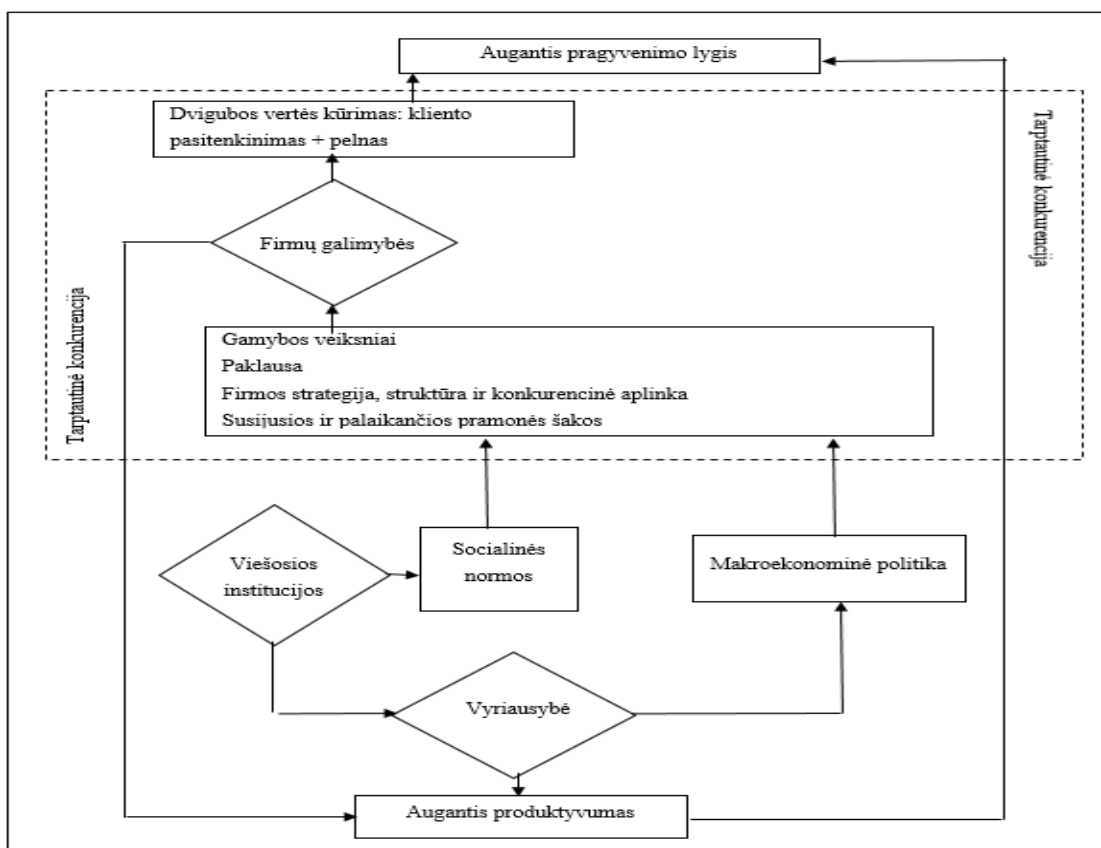 Augantis pragyvenimo lygis
Dvigubos vertės kūrimas: kliento
pasitenkinimas + pelnas
Tarptautinė konkurencija
Firmų galimybės
Tarptautinė konkurencija
Gamybos veiksniai
Paklausa
Firmos strategija, struktūra ir konkurencinė aplinka
Susijusios ir palaikančios pramonės šakos
Viešosios
institucijos
Socialinės
normos
Makroekonominė politika
Vyriausybė
Augantis produktyvumas